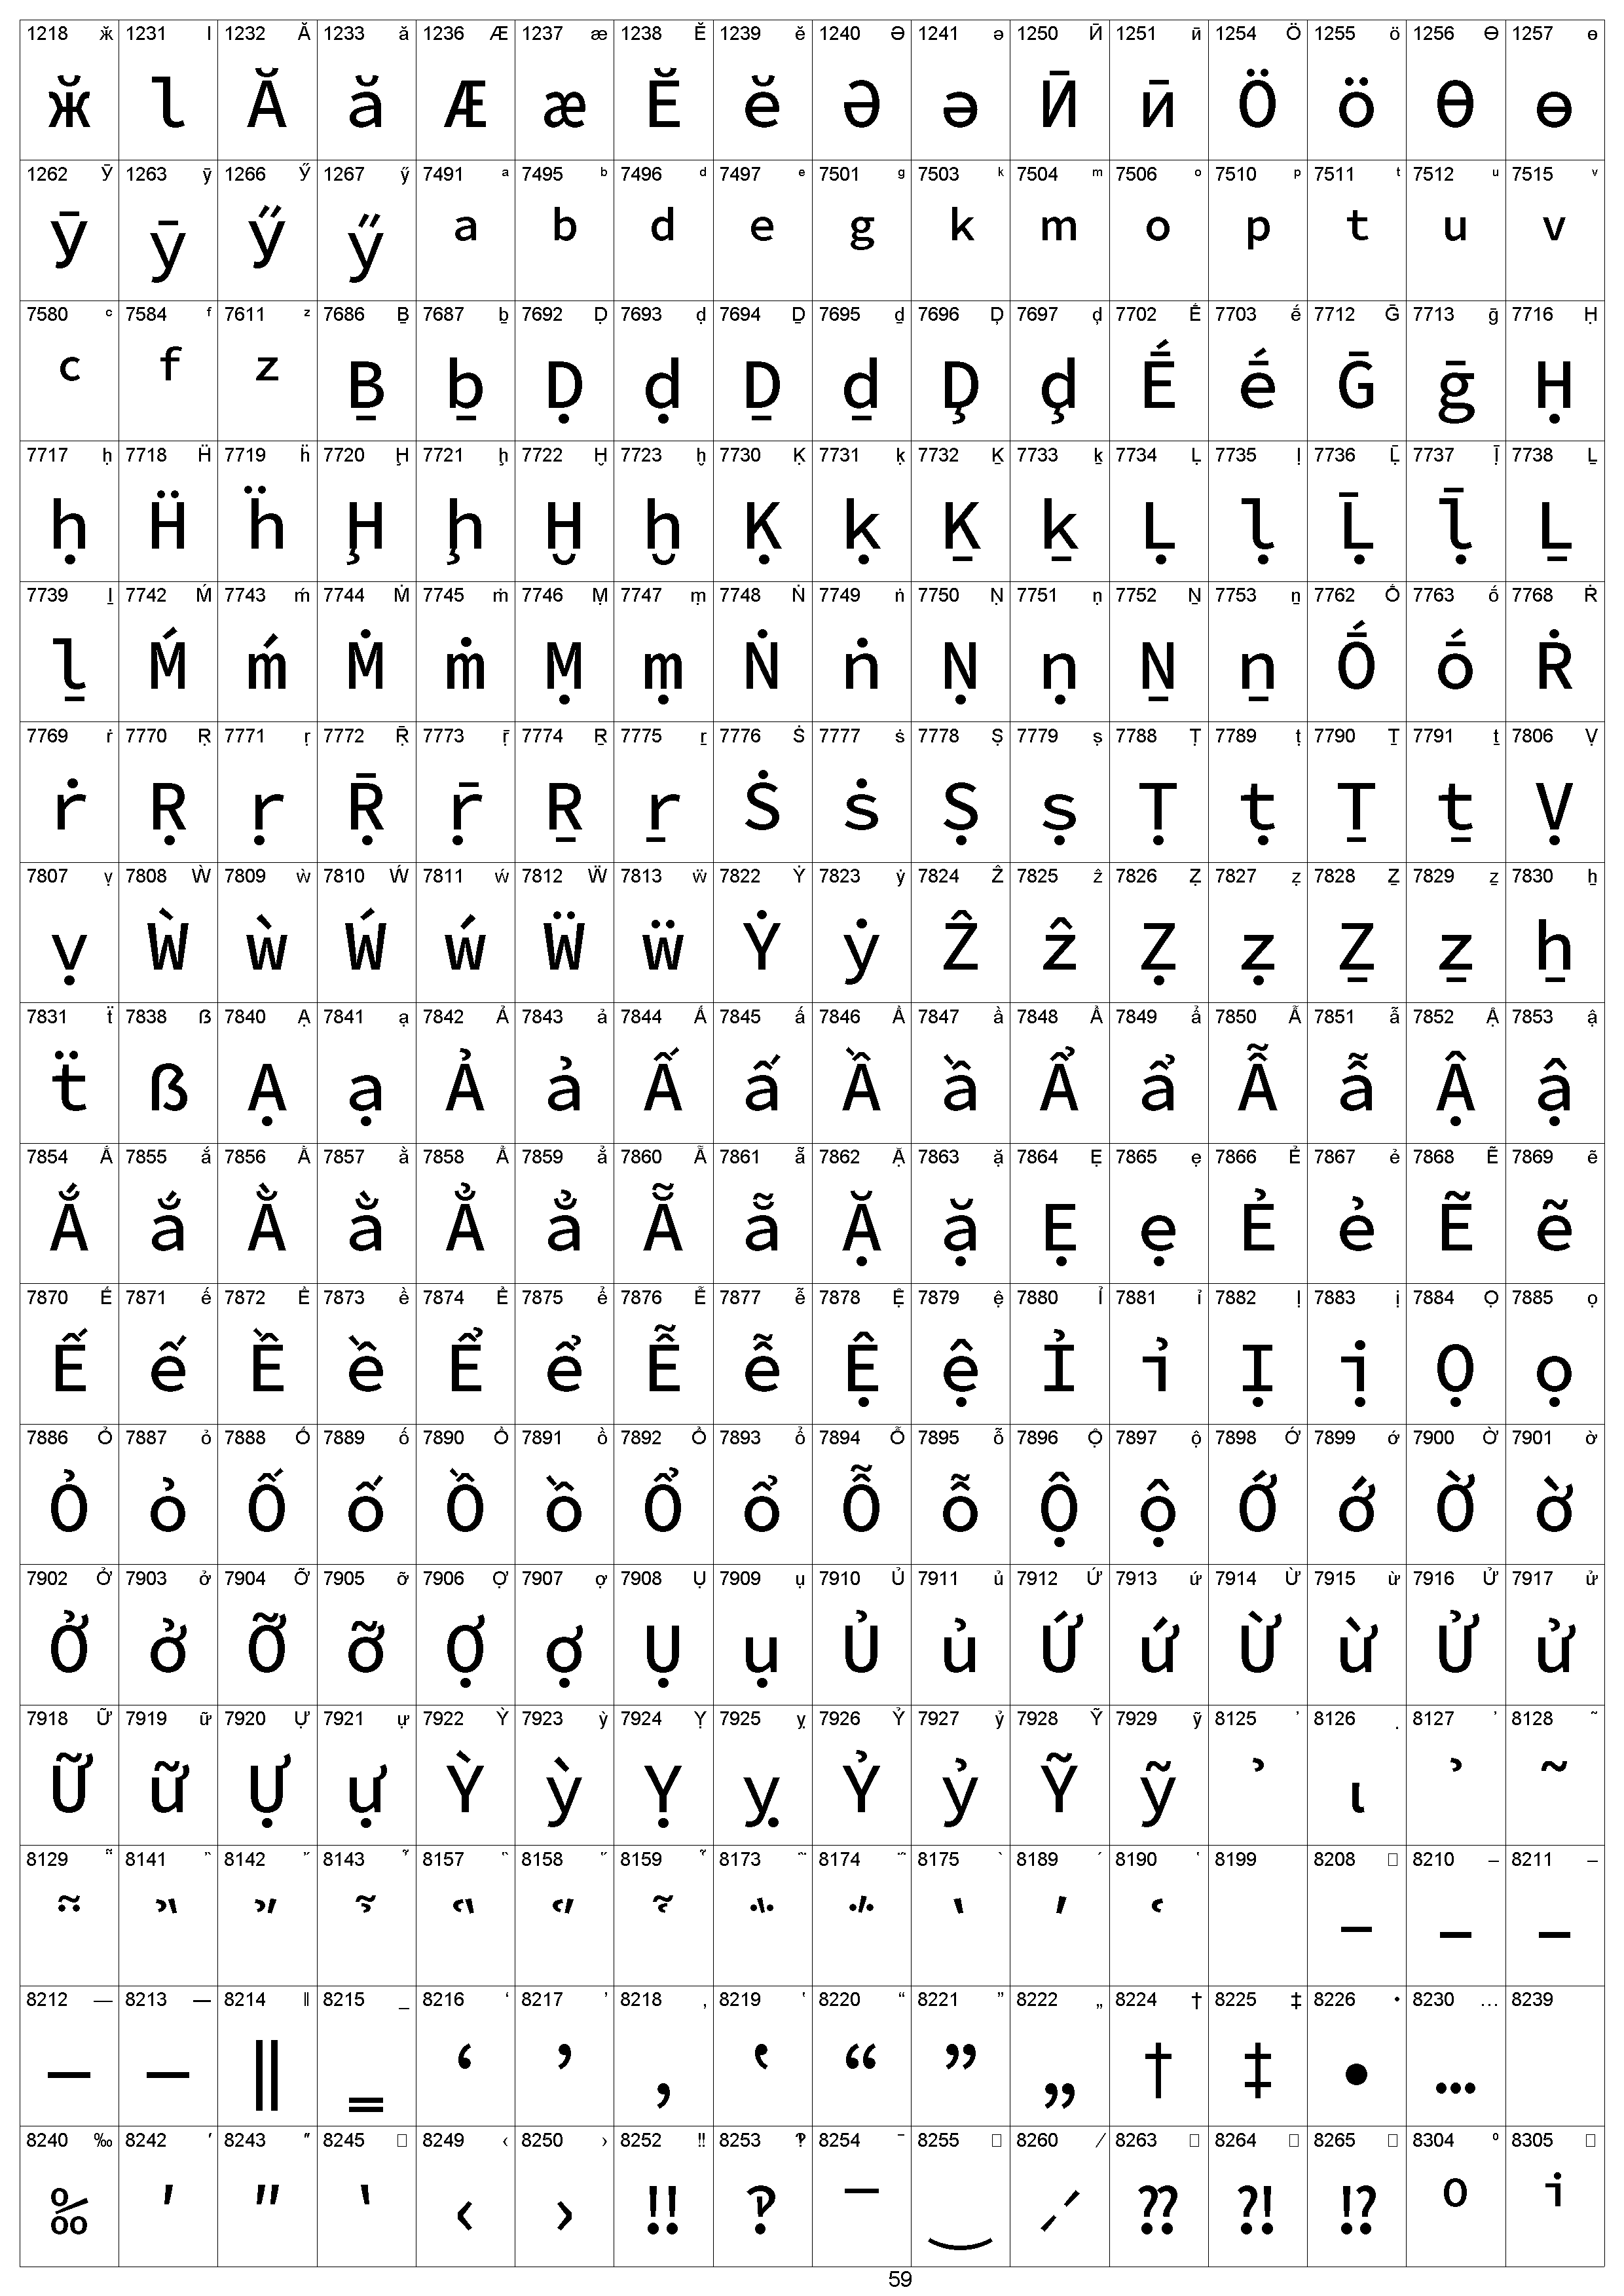 1218 ӂ 1231 ӏ 1232 Ӑ 1233 ӑ 1236 Ӕ 1237 ӕ 1238 Ӗ 1239 ӗ 1240 Ә 1241 ә 1250 Ӣ 1251 ӣ 1254 Ӧ 1255 ӧ 1256 Ө 1257 ө
ӂ ӏ Ӑ ӑ Ӕ ӕ Ӗ ӗ Ә ә Ӣ ӣ Ӧ ӧ Ө ө
1262 Ӯ 1263 ӯ 1266 Ӳ 1267 ӳ 7491 ᵃ 7495 ᵇ 7496 ᵈ 7497 ᵉ 7501 ᵍ 7503 ᵏ 7504 ᵐ 7506 ᵒ 7510 ᵖ 7511 ᵗ 7512 ᵘ 7515 ᵛ
Ӯ ӯ Ӳ ӳ ᵃ ᵇ ᵈ ᵉ ᵍ ᵏ ᵐ ᵒ ᵖ ᵗ ᵘ ᵛ
7580 ᶜ 7584 ᶠ 7611 ᶻ 7686 Ḇ 7687 ḇ 7692 Ḍ 7693 ḍ 7694 Ḏ 7695 ḏ 7696 Ḑ 7697 ḑ 7702 Ḗ 7703 ḗ 7712 Ḡ 7713 ḡ 7716 Ḥ
ᶜ ᶠ ᶻ Ḇ ḇ Ḍ ḍ Ḏ ḏ Ḑ ḑ Ḗ ḗ Ḡ ḡ Ḥ
7717 ḥ 7718 Ḧ 7719 ḧ 7720 Ḩ 7721 ḩ 7722 Ḫ 7723 ḫ 7730 Ḳ 7731 ḳ 7732 Ḵ 7733 ḵ 7734 Ḷ 7735 ḷ 7736 Ḹ 7737 ḹ 7738 Ḻ
ḥ Ḧ ḧ Ḩ ḩ Ḫ ḫ Ḳ ḳ Ḵ ḵ Ḷ ḷ Ḹ ḹ Ḻ
7739 ḻ 7742 Ḿ 7743 ḿ 7744 Ṁ 7745 ṁ 7746 Ṃ 7747 ṃ 7748 Ṅ 7749 ṅ 7750 Ṇ 7751 ṇ 7752 Ṉ 7753 ṉ 7762 Ṓ 7763 ṓ 7768 Ṙ
ḻ Ḿ ḿ Ṁ ṁ Ṃ ṃ Ṅ ṅ Ṇ ṇ Ṉ ṉ Ṓ ṓ Ṙ
7769 ṙ 7770 Ṛ 7771 ṛ 7772 Ṝ 7773 ṝ 7774 Ṟ 7775 ṟ 7776 Ṡ 7777 ṡ 7778 Ṣ 7779 ṣ 7788 Ṭ 7789 ṭ 7790 Ṯ 7791 ṯ 7806 Ṿ
ṙ Ṛ ṛ Ṝ ṝ Ṟ ṟ Ṡ ṡ Ṣ ṣ Ṭ ṭ Ṯ ṯ Ṿ
7807 ṿ 7808 Ẁ 7809 ẁ 7810 Ẃ 7811 ẃ 7812 Ẅ 7813 ẅ 7822 Ẏ 7823 ẏ 7824 Ẑ 7825 ẑ 7826 Ẓ 7827 ẓ 7828 Ẕ 7829 ẕ 7830 ẖ
ṿ Ẁ ẁ Ẃ ẃ Ẅ ẅ Ẏ ẏ Ẑ ẑ Ẓ ẓ Ẕ ẕ ẖ
7831 ẗ 7838 ẞ 7840 Ạ 7841 ạ 7842 Ả 7843 ả 7844 Ấ 7845 ấ 7846 Ầ 7847 ầ 7848 Ẩ 7849 ẩ 7850 Ẫ 7851 ẫ 7852 Ậ 7853 ậ
ẗ ẞ Ạ ạ Ả ả Ấ ấ Ầ ầ Ẩ ẩ Ẫ ẫ Ậ ậ
7854 Ắ 7855 ắ 7856 Ằ 7857 ằ 7858 Ẳ 7859 ẳ 7860 Ẵ 7861 ẵ 7862 Ặ 7863 ặ 7864 Ẹ 7865 ẹ 7866 Ẻ 7867 ẻ 7868 Ẽ 7869 ẽ
Ắ ắ Ằ ằ Ẳ ẳ Ẵ ẵ Ặ ặ Ẹ ẹ Ẻ ẻ Ẽ ẽ
7870 Ế 7871 ế 7872 Ề 7873 ề 7874 Ể 7875 ể 7876 Ễ 7877 ễ 7878 Ệ 7879 ệ 7880 Ỉ 7881 ỉ 7882 Ị 7883 ị 7884 Ọ 7885 ọ
Ế ế Ề ề Ể ể Ễ ễ Ệ ệ Ỉ ỉ Ị ị Ọ ọ
7886 Ỏ 7887 ỏ 7888 Ố 7889 ố 7890 Ồ 7891 ồ 7892 Ổ 7893 ổ 7894 Ỗ 7895 ỗ 7896 Ộ 7897 ộ 7898 Ớ 7899 ớ 7900 Ờ 7901 ờ
Ỏ ỏ Ố ố Ồ ồ Ổ ổ Ỗ ỗ Ộ ộ Ớ ớ Ờ ờ
7902 Ở 7903 ở 7904 Ỡ 7905 ỡ 7906 Ợ 7907 ợ 7908 Ụ 7909 ụ 7910 Ủ 7911 ủ 7912 Ứ 7913 ứ 7914 Ừ 7915 ừ 7916 Ử 7917 ử
Ở ở Ỡ ỡ Ợ ợ Ụ ụ Ủ ủ Ứ ứ Ừ ừ Ử ử
7918 Ữ 7919 ữ 7920 Ự 7921 ự 7922 Ỳ 7923 ỳ 7924 Ỵ 7925 ỵ 7926 Ỷ 7927 ỷ 7928 Ỹ 7929 ỹ 8125 ᾽ 8126 ι 8127 ᾿ 8128 ῀
Ữ ữ Ự ự Ỳ ỳ Ỵ ỵ Ỷ ỷ Ỹ ỹ ᾽ ι ᾿ ῀
8129 ῁ 8141 ῍ 8142 ῎ 8143 ῏ 8157 ῝ 8158 ῞ 8159 ῟ 8173 ῭ 8174 ΅ 8175 ` 8189 ´ 8190 ῾ 8199 8208 □ 8210 ‒ 8211 –
῁ ῍ ῎ ῏ ῝ ῞ ῟ ῭ ΅ ` ´ ῾ ‐ ‒ –
8212 — 8213 ― 8214 ‖ 8215 ‗ 8216 ‘ 8217 ’ 8218 ‚ 8219 ‛ 8220 “ 8221 ” 8222 „ 8224 † 8225 ‡ 8226 • 8230 … 8239
— ― ‖ ‗ ‘ ’ ‚ ‛ “ ” „ † ‡ • …
8240 ‰ 8242 ′ 8243 ″ 8245 □ 8249 ‹ 8250 › 8252 ‼ 8253 ‽ 8254 ‾ 8255 □ 8260 ⁄ 8263 □ 8264 □ 8265 □ 8304 ⁰ 8305 □
‰ ′ ″ ‵ ‹ › ‼ ‽ ‾ ‿ ⁄ ⁇ ⁈ ⁉ ⁰ ⁱ
59